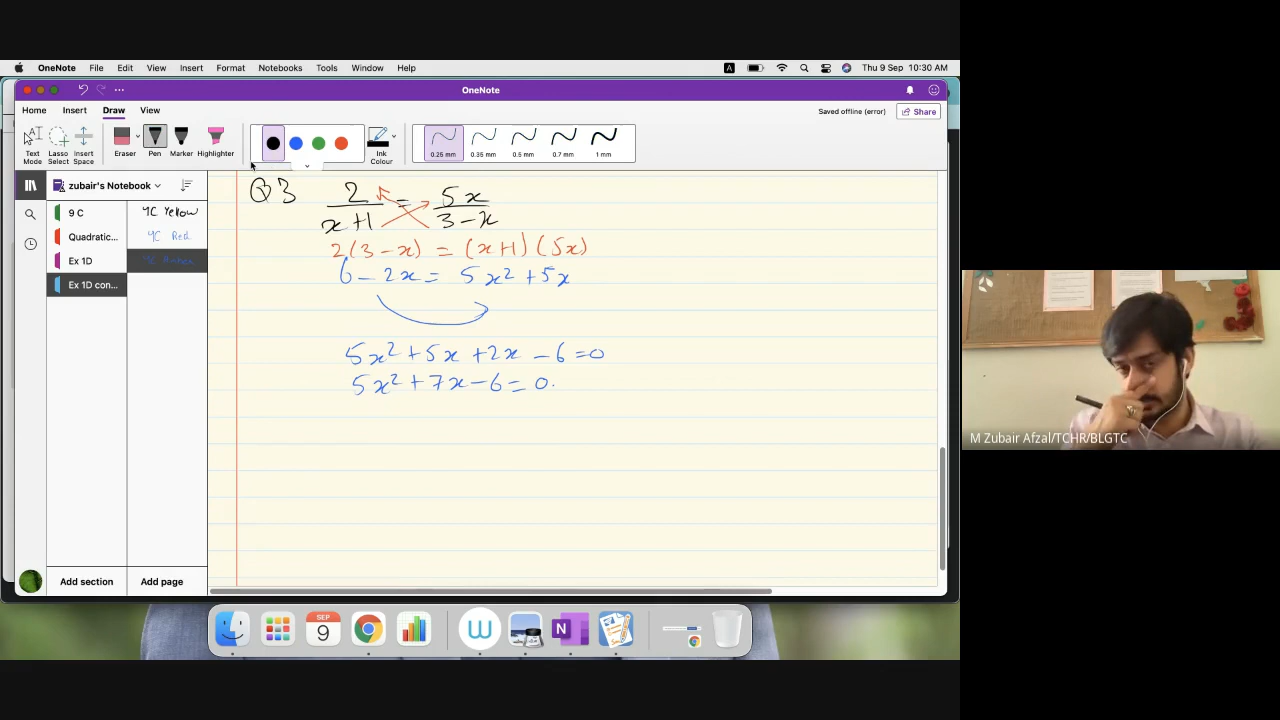 OneNote File Edit View Insert Format Notebooks Tools Window Help A Thu 9 Sep 10:30 AM
OneNote
Home Insert Draw View Saved offline (error) Share
Text Mode Lasso Select Insert Space Eraser Pen Marker Highlighter Ink Colour 0.25 mm 0.35 mm 0.5 mm 0.7 mm 1 mm
zubair's Notebook
9 C
Quadratic...
Ex 1D
Ex 1D con...
9C Yellow
9C Red
Add section Add page
Q 3 2/(x+1) = 5x/(3-x)
2(3-x) = (x+1)(5x)
6 - 2x = 5x² + 5x
5x² + 5x + 2x - 6 = 0
5x² + 7x - 6 = 0.
M Zubair Afzal/TCHR/BLGTC
SEP
9